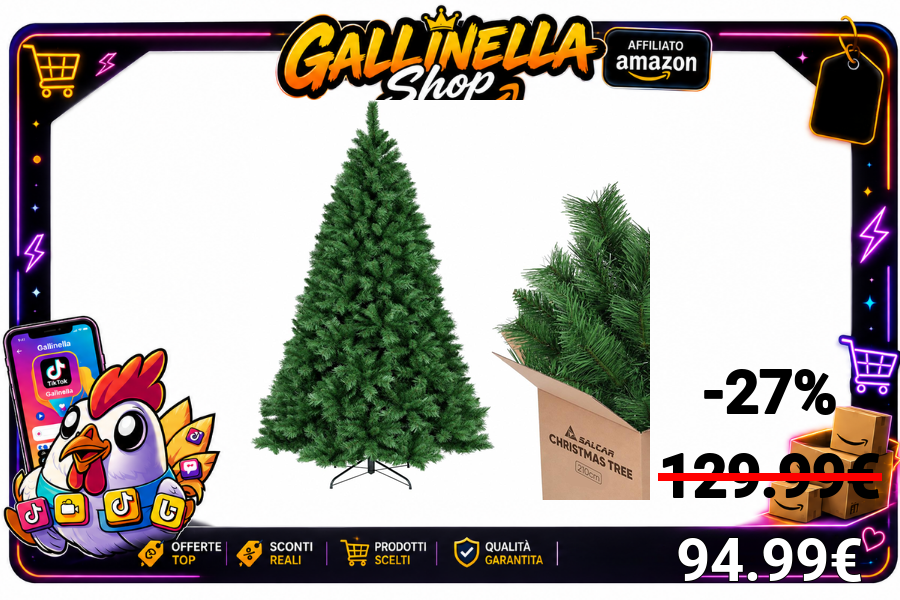 GALLINELLA
Shop
AFFILIATO
amazon
Gallinella
TikTok
Gallinella
SALCAR
CHRISTMAS TREE
210cm
-27%
129.99€
94.99€
OFFERTE
TOP
SCONTI
REALI
PRODOTTI
SCELTI
QUALITÀ
GARANTITA